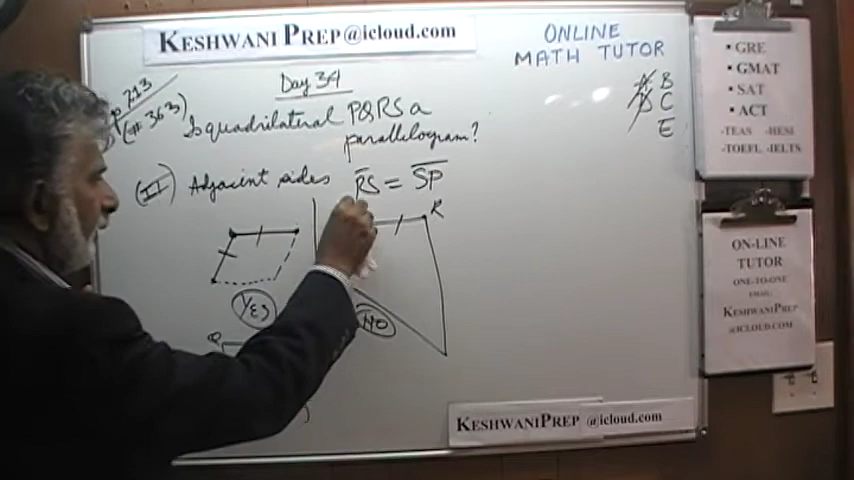 KESHWANI PREP@icloud.com
ONLINE
MATH TUTOR
Day 34
p 213
(# 363)
Is quadrilateral PQRS a
parallelogram?
A B
D C
E
(II) Adjacent sides RS = SP
R
YES
NO
▪ GRE
▪ GMAT
▪ SAT
▪ ACT
-TEAS -HESI
-TOEFL -IELTS
ON-LINE
TUTOR
ONE-TO-ONE
EMAIL
KESHWANIPREP
@ICLOUD.COM
KESHWANIPREP @icloud.com